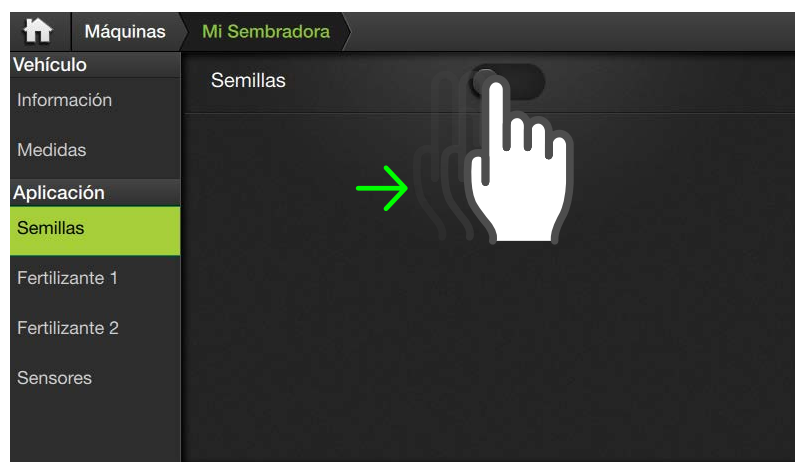 Máquinas
Mi Sembradora
Vehículo
Información
Medidas
Aplicación
Semillas
Fertilizante 1
Fertilizante 2
Sensores
Semillas